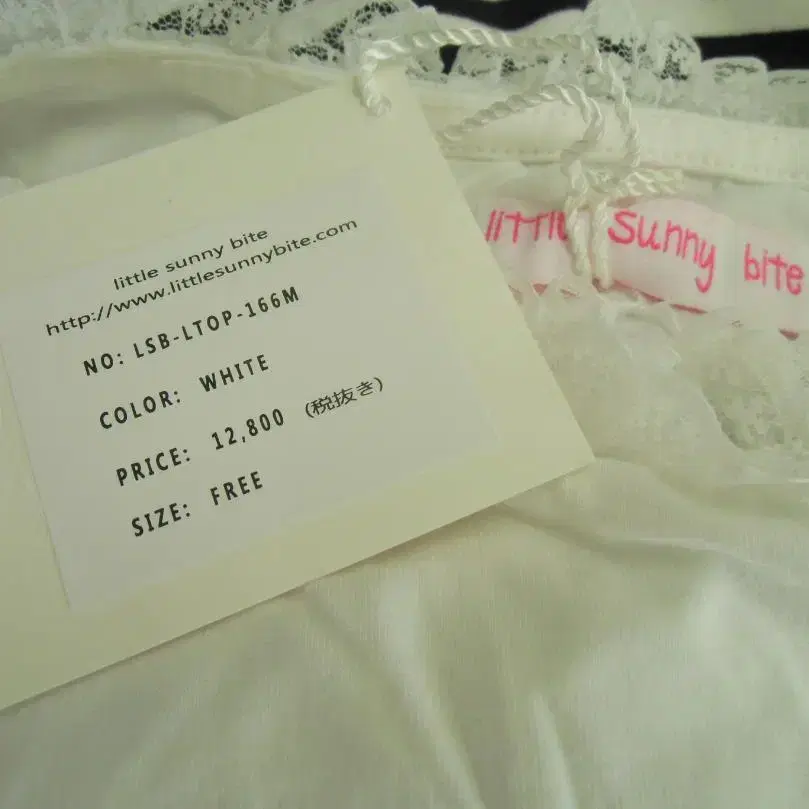 little sunny bite
http://www.littlesunnybite.com
NO: LSB-LTOP-166M
COLOR: WHITE
PRICE: 12,800 (税抜き)
SIZE: FREE
little sunny bite